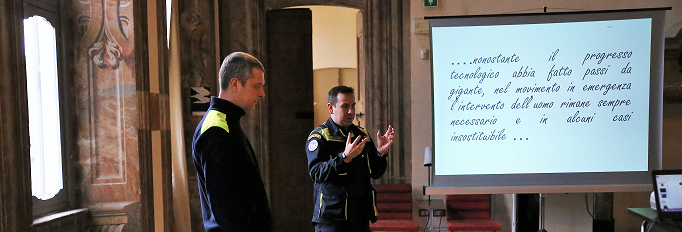 ....nonostante il progresso
tecnologico abbia fatto passi da
gigante, nel movimento in emergenza
l'intervento dell'uomo rimane sempre
necessario e in alcuni casi
insostituibile ...